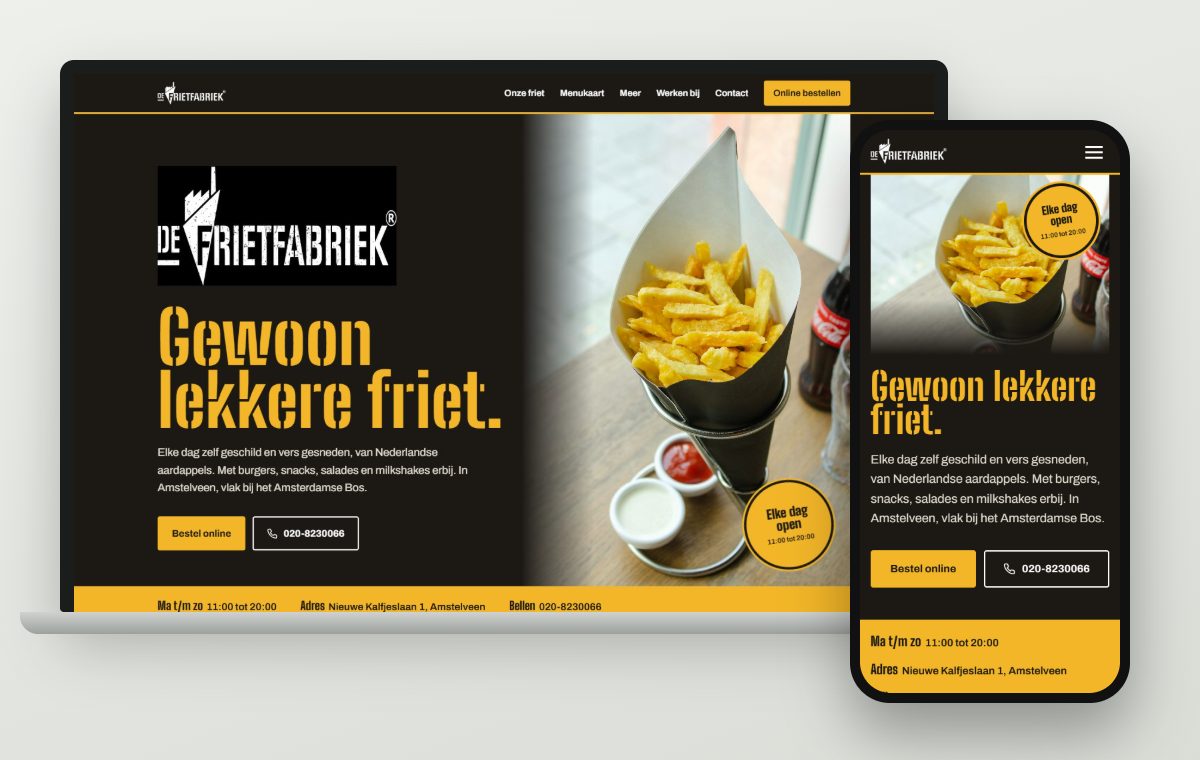 DE FRIETFABRIEK®
Onze friet Menukaart Meer Werken bij Contact Online bestellen
DE FRIETFABRIEK®
Gewoon
lekkere friet.
Elke dag zelf geschild en vers gesneden, van Nederlandse
aardappels. Met burgers, snacks, salades en milkshakes erbij. In
Amstelveen, vlak bij het Amsterdamse Bos.
Bestel online 020-8230066
Elke dag
open
11:00 tot 20:00
Ma t/m zo 11:00 tot 20:00 Adres Nieuwe Kalfjeslaan 1, Amstelveen Bellen 020-8230066
DE FRIETFABRIEK®
Elke dag
open
11:00 tot 20:00
Gewoon lekkere
friet.
Elke dag zelf geschild en vers gesneden,
van Nederlandse aardappels. Met burgers,
snacks, salades en milkshakes erbij. In
Amstelveen, vlak bij het Amsterdamse Bos.
Bestel online 020-8230066
Ma t/m zo 11:00 tot 20:00
Adres Nieuwe Kalfjeslaan 1, Amstelveen